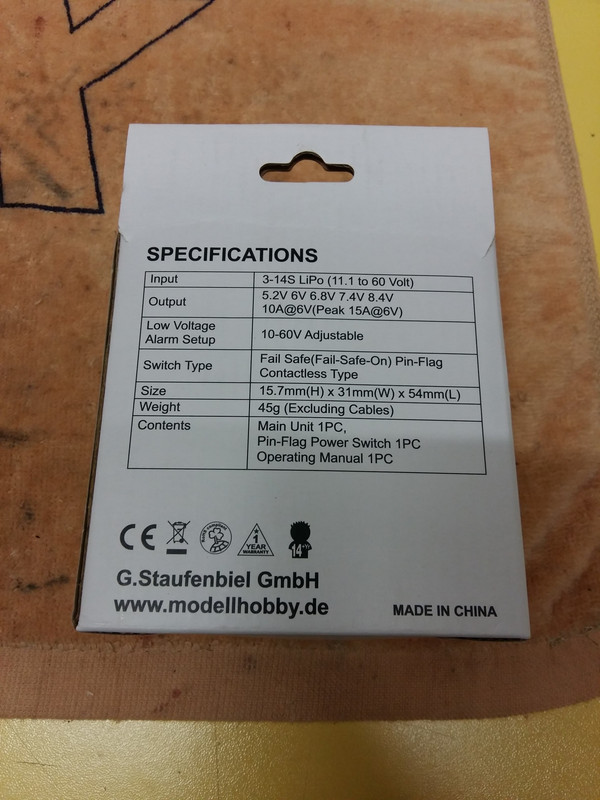 SPECIFICATIONS
Input 3-14S LiPo (11.1 to 60 Volt)
Output 5.2V 6V 6.8V 7.4V 8.4V
10A@6V(Peak 15A@6V)
Low Voltage
Alarm Setup 10-60V Adjustable
Switch Type Fail Safe(Fail-Safe-On) Pin-Flag
Contactless Type
Size 15.7mm(H) x 31mm(W) x 54mm(L)
Weight 45g (Excluding Cables)
Contents Main Unit 1PC,
Pin-Flag Power Switch 1PC
Operating Manual 1PC
CE RoHS compliant 1 YEAR WARRANTY 14+
G.Staufenbiel GmbH
www.modellhobby.de MADE IN CHINA